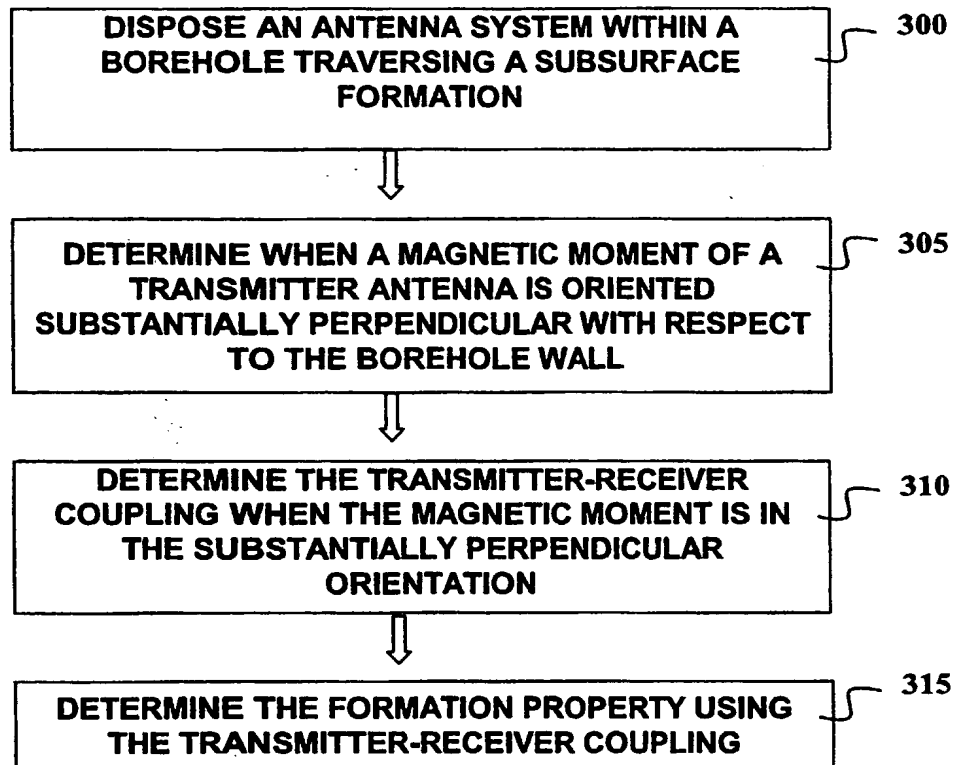 DISPOSE AN ANTENNA SYSTEM WITHIN A
BOREHOLE TRAVERSING A SUBSURFACE
FORMATION
300
DETERMINE WHEN A MAGNETIC MOMENT OF A
TRANSMITTER ANTENNA IS ORIENTED
SUBSTANTIALLY PERPENDICULAR WITH RESPECT
TO THE BOREHOLE WALL
305
DETERMINE THE TRANSMITTER-RECEIVER
COUPLING WHEN THE MAGNETIC MOMENT IS IN
THE SUBSTANTIALLY PERPENDICULAR
ORIENTATION
310
DETERMINE THE FORMATION PROPERTY USING
THE TRANSMITTER-RECEIVER COUPLING
315